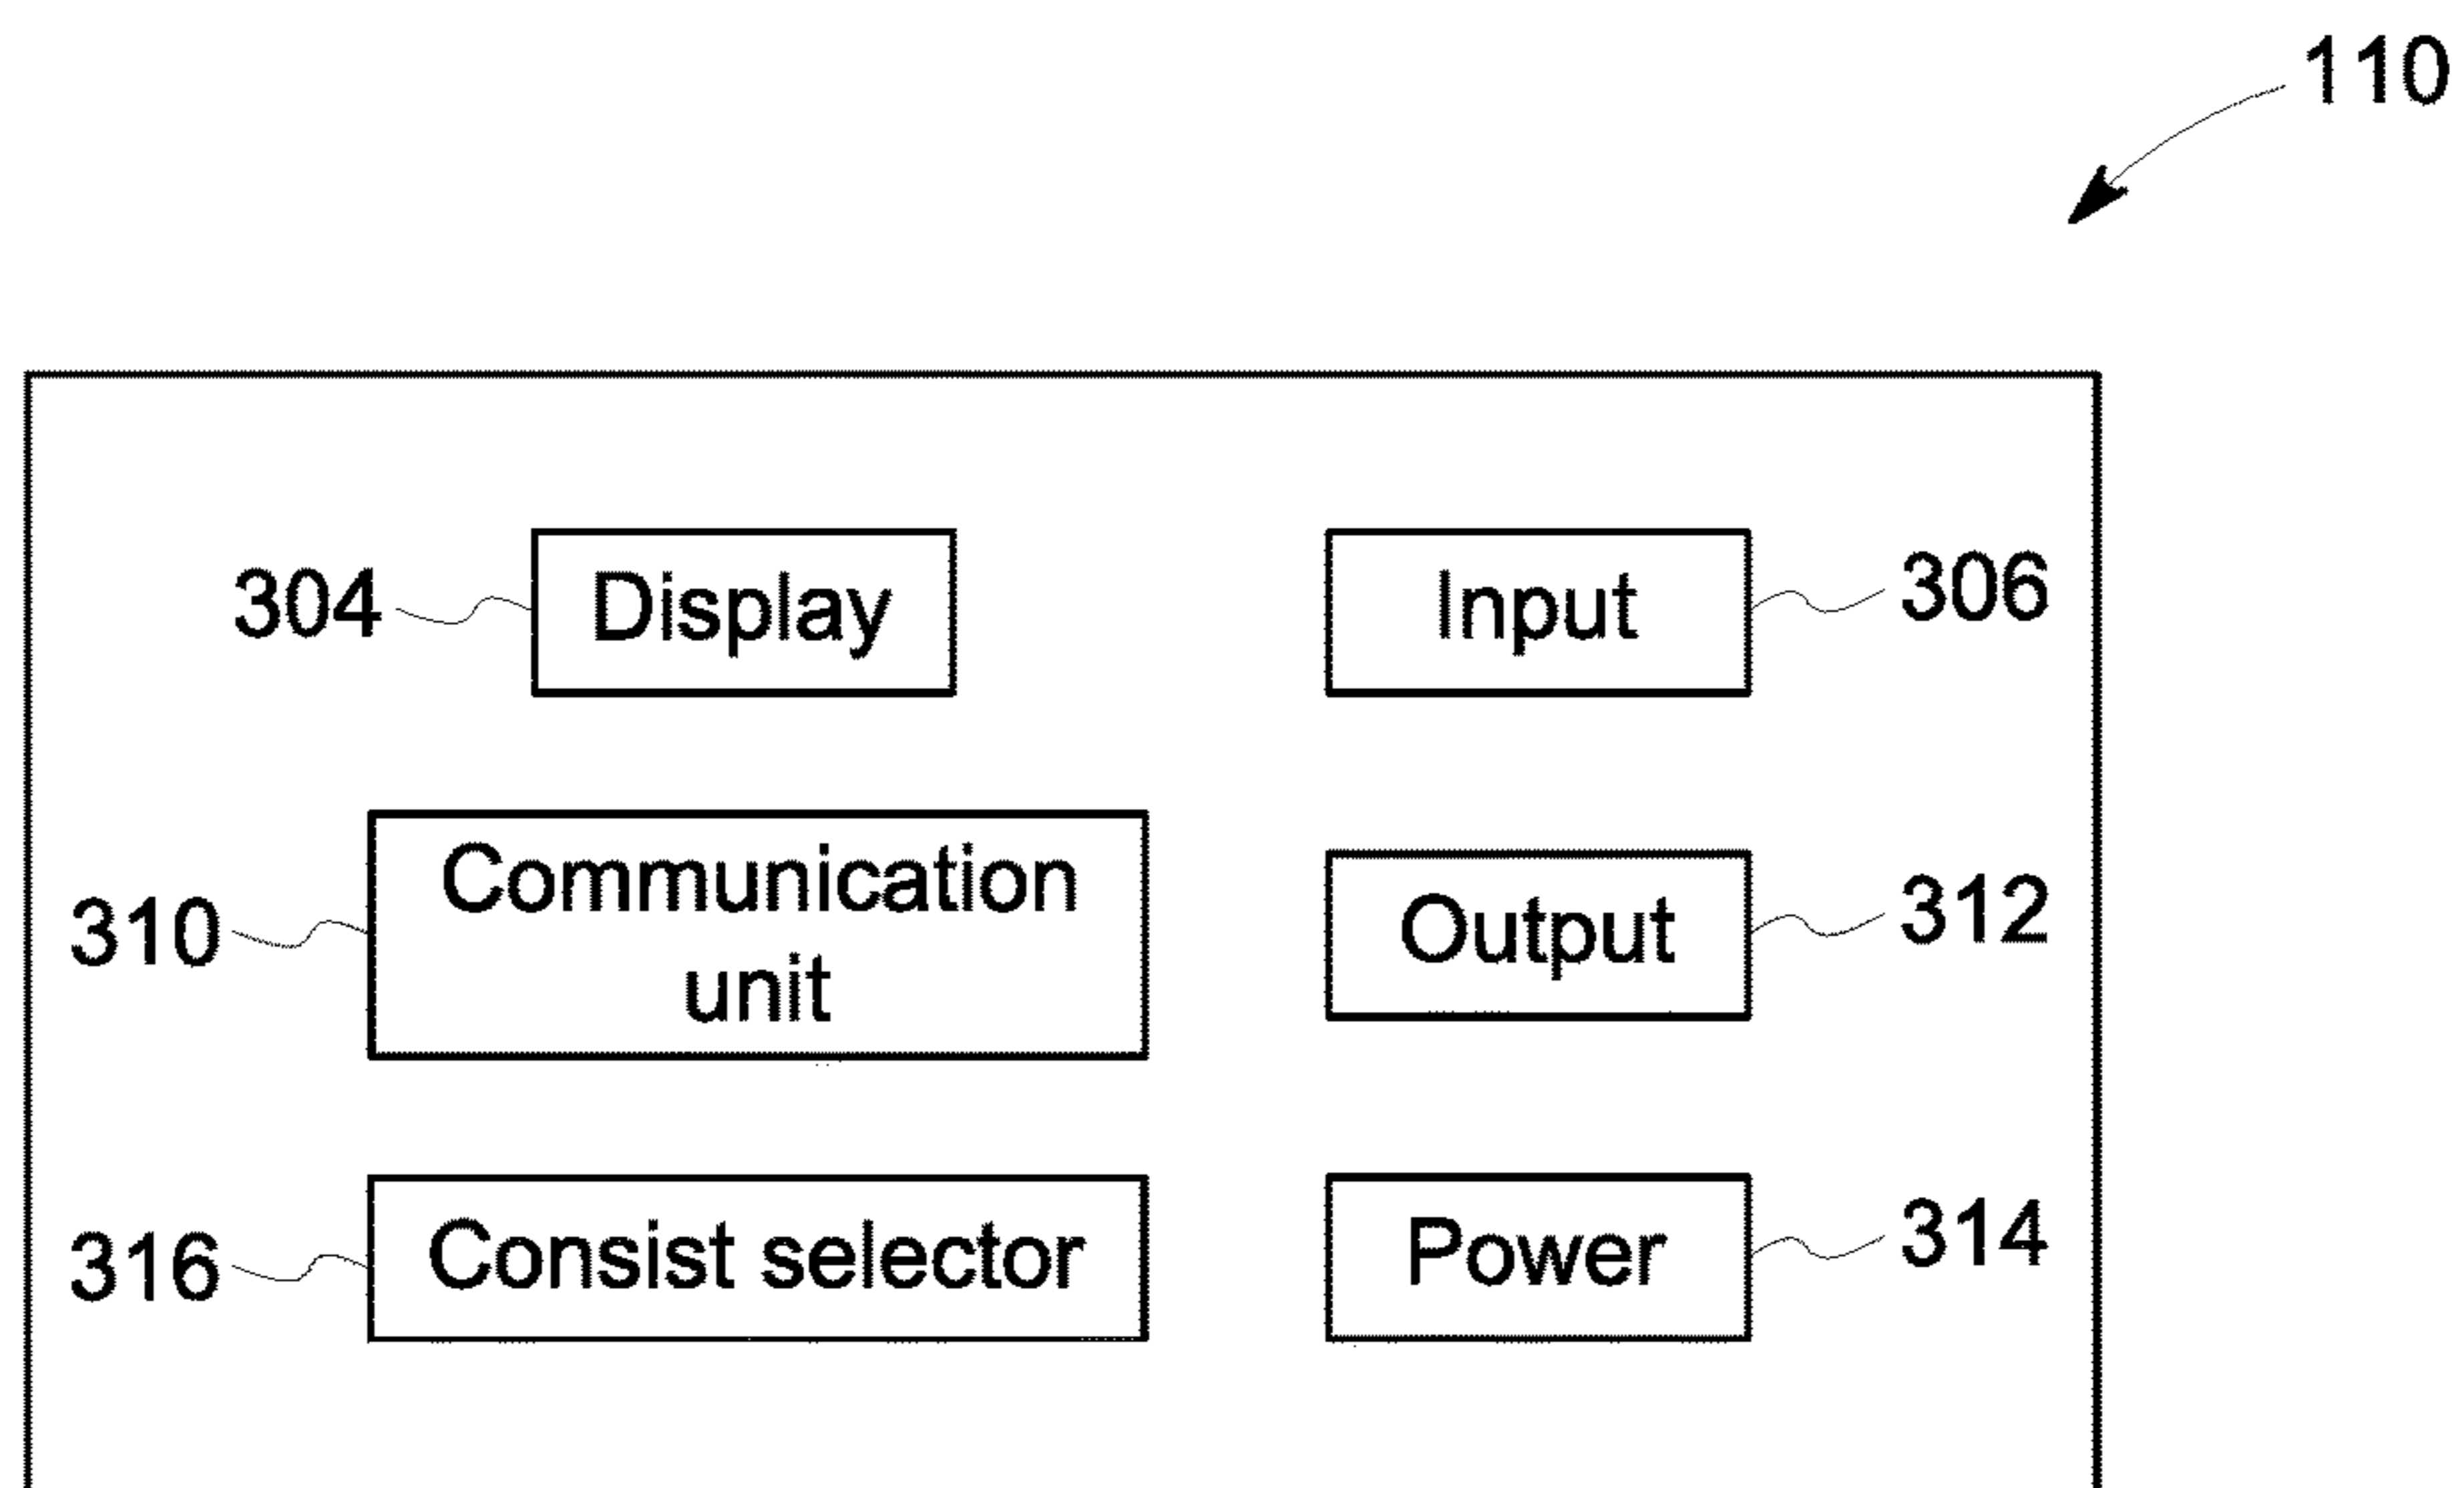 110
304 Display Input 306
310 Communication unit Output 312
316 Consist selector Power 314